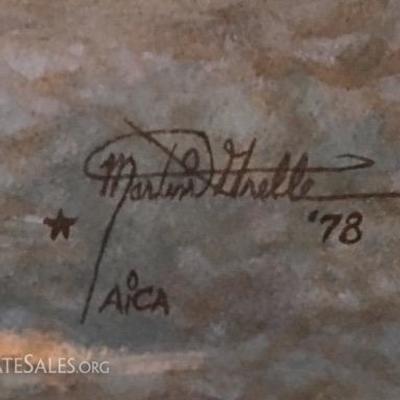 Martin Grelle
'78
AiCA
ATESALES.ORG